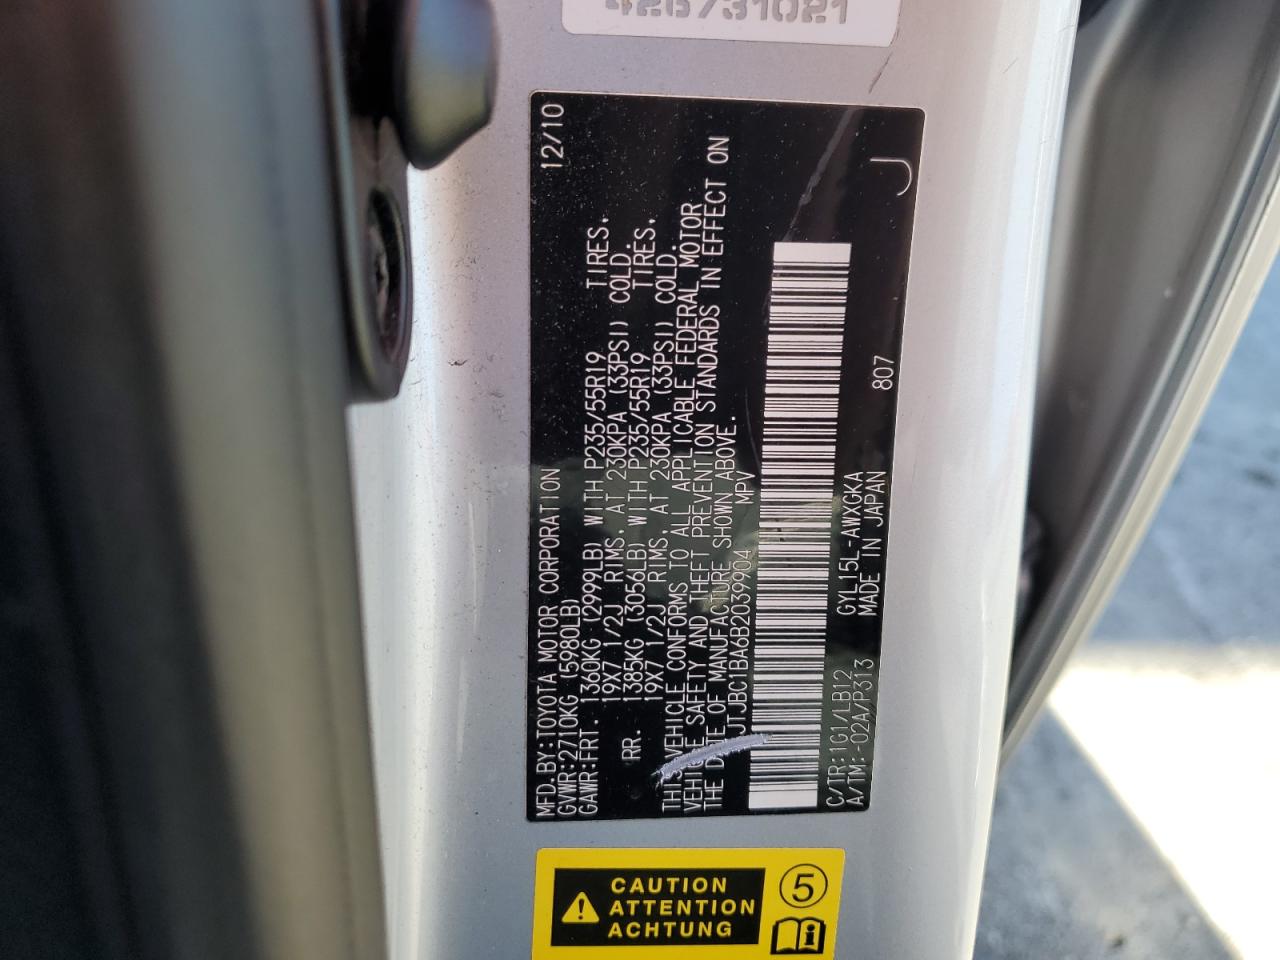 426731021
MFD.BY:TOYOTA MOTOR CORPORATION 12/10
GVWR:2710KG (5980LB)
GAWR:FRT. 1360KG (2999LB) WITH P235/55R19 TIRES,
19X7 1/2J RIMS, AT 230KPA (33PSI) COLD.
RR. 1385KG (3056LB) WITH P235/55R19 TIRES,
19X7 1/2J RIMS, AT 230KPA (33PSI) COLD.
THIS VEHICLE CONFORMS TO ALL APPLICABLE FEDERAL MOTOR
VEHICLE SAFETY AND THEFT PREVENTION STANDARDS IN EFFECT ON
THE DATE OF MANUFACTURE SHOWN ABOVE.
JTJBC1BA6B2039904 MPV
C/TR:1G1/LB12 GYL15L-AWXGKA
A/TM:-02A/P313 MADE IN JAPAN 807
J
CAUTION
ATTENTION
ACHTUNG
5